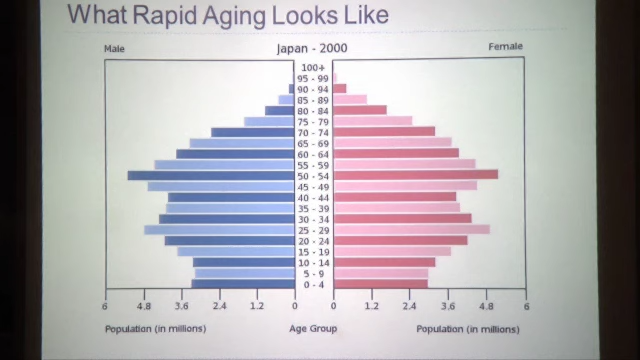 What Rapid Aging Looks Like
Male Japan - 2000 Female
100+
95 - 99
90 - 94
85 - 89
80 - 84
75 - 79
70 - 74
65 - 69
60 - 64
55 - 59
50 - 54
45 - 49
40 - 44
35 - 39
30 - 34
25 - 29
20 - 24
15 - 19
10 - 14
5 - 9
0 - 4
6 4.8 3.6 2.4 1.2 0 0 1.2 2.4 3.6 4.8 6
Population (in millions) Age Group Population (in millions)